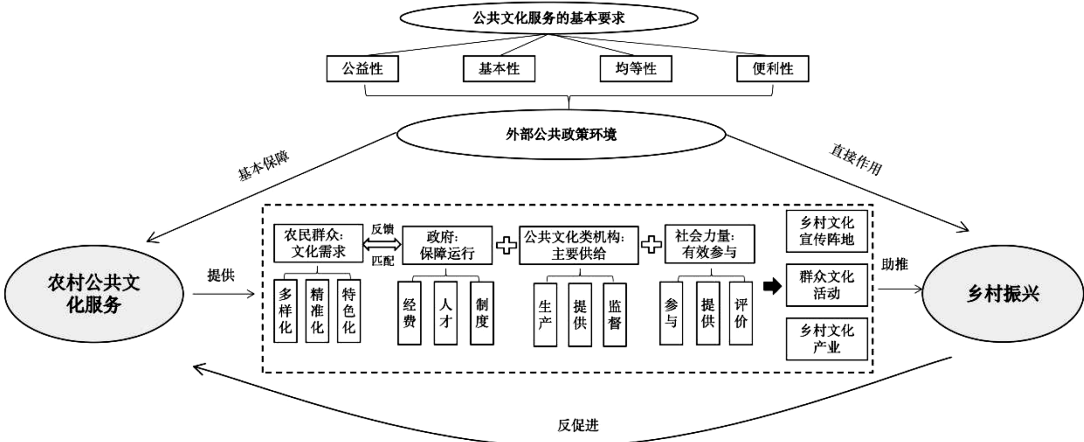 公共文化服务的基本要求
公益性
基本性
均等性
便利性
外部公共政策环境
基本保障
直接作用
农村公共文
化服务
提供
农民群众：
文化需求
反馈
匹配
政府：
保障运行
公共文化类机构：
主要供给
社会力量：
有效参与
多样化
精准化
特色化
经费
人才
制度
生产
提供
监督
参与
提供
评价
乡村文化
宣传阵地
群众文化
活动
乡村文化
产业
助推
乡村振兴
反促进